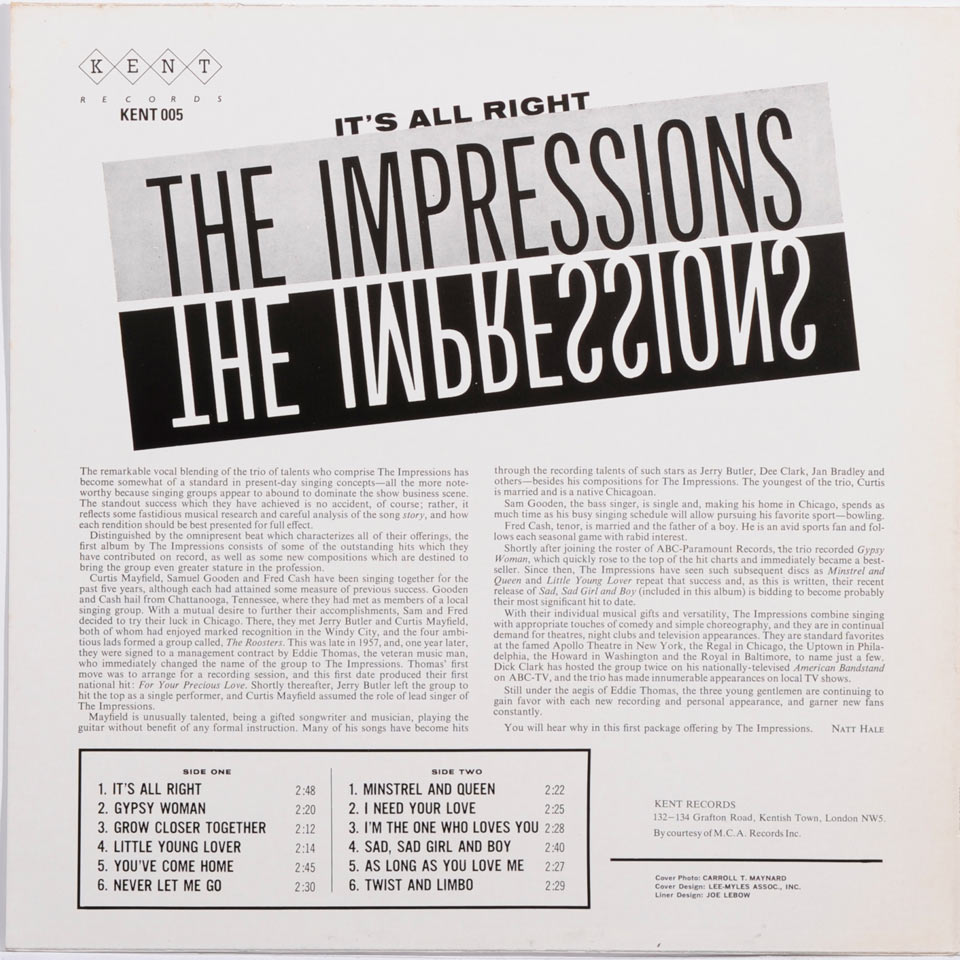 KENT
RECORDS
KENT 005
IT'S ALL RIGHT
THE IMPRESSIONS
THE IMPRESSIONS
The remarkable vocal blending of the trio of talents who comprise The Impressions has
become somewhat of a standard in present-day singing concepts—all the more note-
worthy because singing groups appear to abound to dominate the show business scene.
The standout success which they have achieved is no accident, of course; rather, it
reflects some fastidious musical research and careful analysis of the song story, and how
each rendition should be best presented for full effect.
Distinguished by the omnipresent beat which characterizes all of their offerings, the
first album by The Impressions consists of some of the outstanding hits which they
have contributed on record, as well as some new compositions which are destined to
bring the group even greater stature in the profession.
Curtis Mayfield, Samuel Gooden and Fred Cash have been singing together for the
past five years, although each had attained some measure of previous success. Gooden
and Cash hail from Chattanooga, Tennessee, where they had met as members of a local
singing group. With a mutual desire to further their accomplishments, Sam and Fred
decided to try their luck in Chicago. There, they met Jerry Butler and Curtis Mayfield,
both of whom had enjoyed marked recognition in the Windy City, and the four ambi-
tious lads formed a group called, The Roosters. This was late in 1957, and, one year later,
they were signed to a management contract by Eddie Thomas, the veteran music man,
who immediately changed the name of the group to The Impressions. Thomas' first
move was to arrange for a recording session, and this first date produced their first
national hit: For Your Precious Love. Shortly thereafter, Jerry Butler left the group to
hit the top as a single performer, and Curtis Mayfield assumed the role of lead singer of
The Impressions.
Mayfield is unusually talented, being a gifted songwriter and musician, playing the
guitar without benefit of any formal instruction. Many of his songs have become hits
through the recording talents of such stars as Jerry Butler, Dee Clark, Jan Bradley and
others—besides his compositions for The Impressions. The youngest of the trio, Curtis
is married and is a native Chicagoan.
Sam Gooden, the bass singer, is single and, making his home in Chicago, spends as
much time as his busy singing schedule will allow pursuing his favorite sport—bowling.
Fred Cash, tenor, is married and the father of a boy. He is an avid sports fan and fol-
lows each seasonal game with rabid interest.
Shortly after joining the roster of ABC-Paramount Records, the trio recorded Gypsy
Woman, which quickly rose to the top of the hit charts and immediately became a best-
seller. Since then, The Impressions have seen such subsequent discs as Minstrel and
Queen and Little Young Lover repeat that success and, as this is written, their recent
release of Sad, Sad Girl and Boy (included in this album) is bidding to become probably
their most significant hit to date.
With their individual musical gifts and versatility, The Impressions combine singing
with appropriate touches of comedy and simple choreography, and they are in continual
demand for theatres, night clubs and television appearances. They are standard favorites
at the famed Apollo Theatre in New York, the Regal in Chicago, the Uptown in Phila-
delphia, the Howard in Washington and the Royal in Baltimore, to name just a few.
Dick Clark has hosted the group twice on his nationally-televised American Bandstand
on ABC-TV, and the trio has made innumerable appearances on local TV shows.
Still under the aegis of Eddie Thomas, the three young gentlemen are continuing to
gain favor with each new recording and personal appearance, and garner new fans
constantly.
You will hear why in this first package offering by The Impressions. NATT HALE
SIDE ONE
1. IT'S ALL RIGHT 2:48
2. GYPSY WOMAN 2:20
3. GROW CLOSER TOGETHER 2:12
4. LITTLE YOUNG LOVER 2:14
5. YOU'VE COME HOME 2:45
6. NEVER LET ME GO 2:30
SIDE TWO
1. MINSTREL AND QUEEN 2:22
2. I NEED YOUR LOVE 2:25
3. I'M THE ONE WHO LOVES YOU 2:28
4. SAD, SAD GIRL AND BOY 2:40
5. AS LONG AS YOU LOVE ME 2:27
6. TWIST AND LIMBO 2:29
KENT RECORDS
132–134 Grafton Road, Kentish Town, London NW5.
By courtesy of M.C.A. Records Inc.
Cover Photo: CARROLL T. MAYNARD
Cover Design: LEE-MYLES ASSOC., INC.
Liner Design: JOE LEBOW